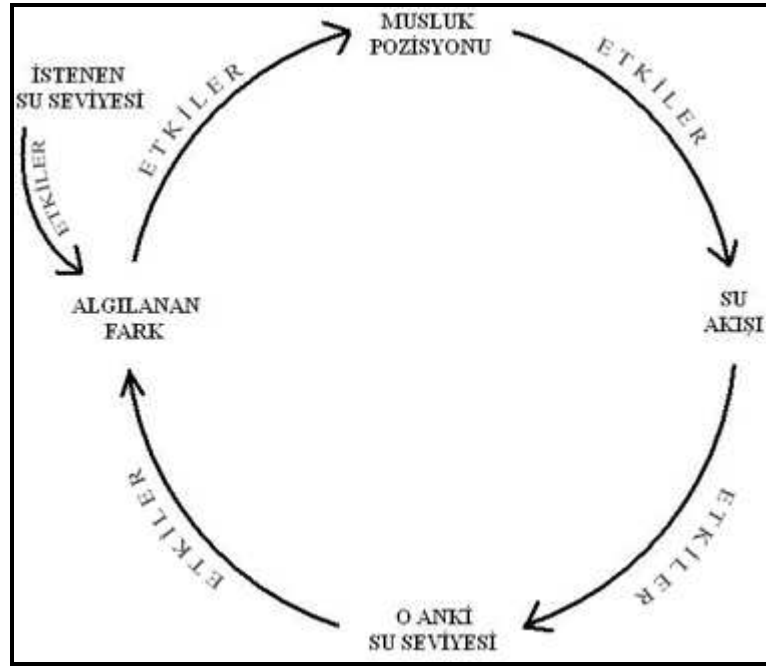 MUSLUK
POZİSYONU
ETKİLER
İSTENEN
SU SEVİYESİ
ETKİLER
ETKİLER
ALGILANAN
FARK
SU
AKIŞI
ETKİLER
ETKİLER
O ANKİ
SU SEVİYESİ